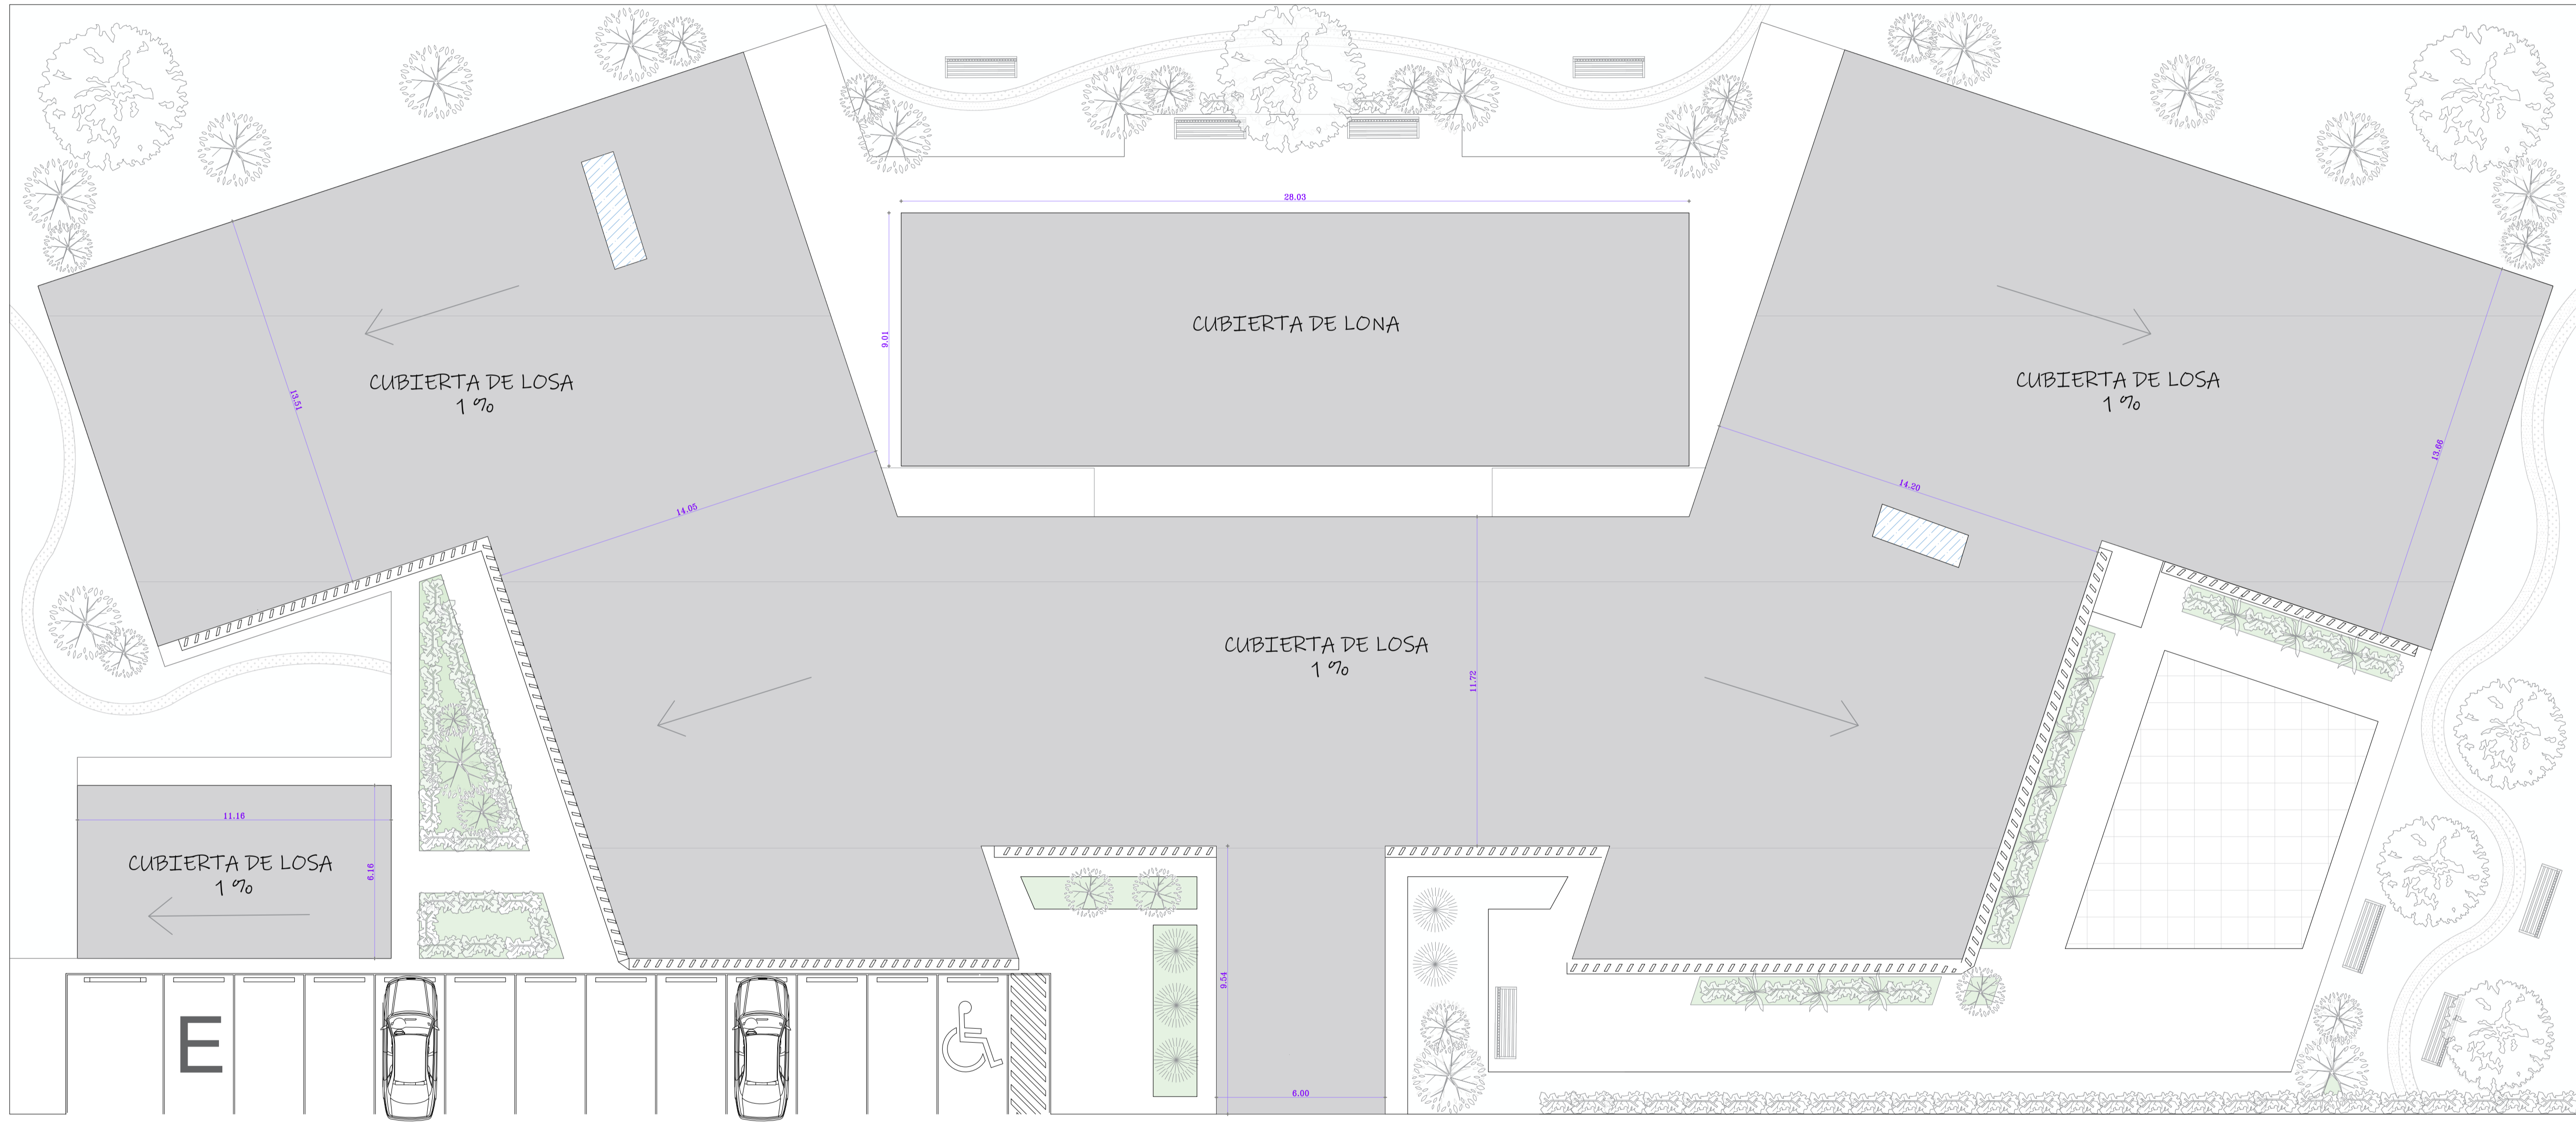 28.03
9.01
CUBIERTA DE LONA
CUBIERTA DE LOSA
1 %
13.51
14.05
CUBIERTA DE LOSA
1 %
13.66
14.20
CUBIERTA DE LOSA
1 %
11.72
11.16
CUBIERTA DE LOSA
1 %
6.16
9.54
6.00
E